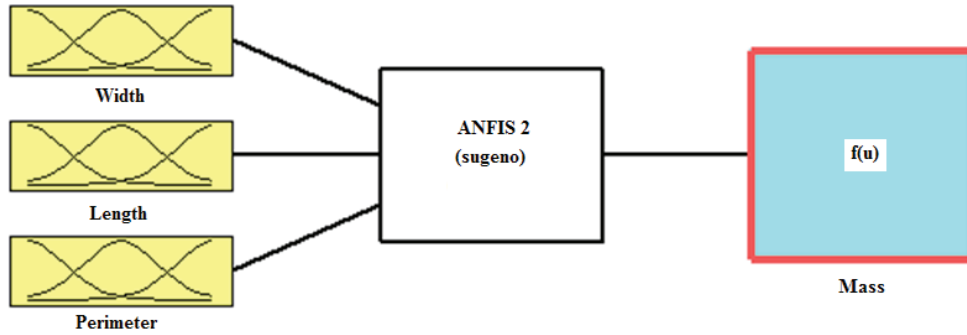 Width
Length
Perimeter
ANFIS 2
(sugeno)
f(u)
Mass